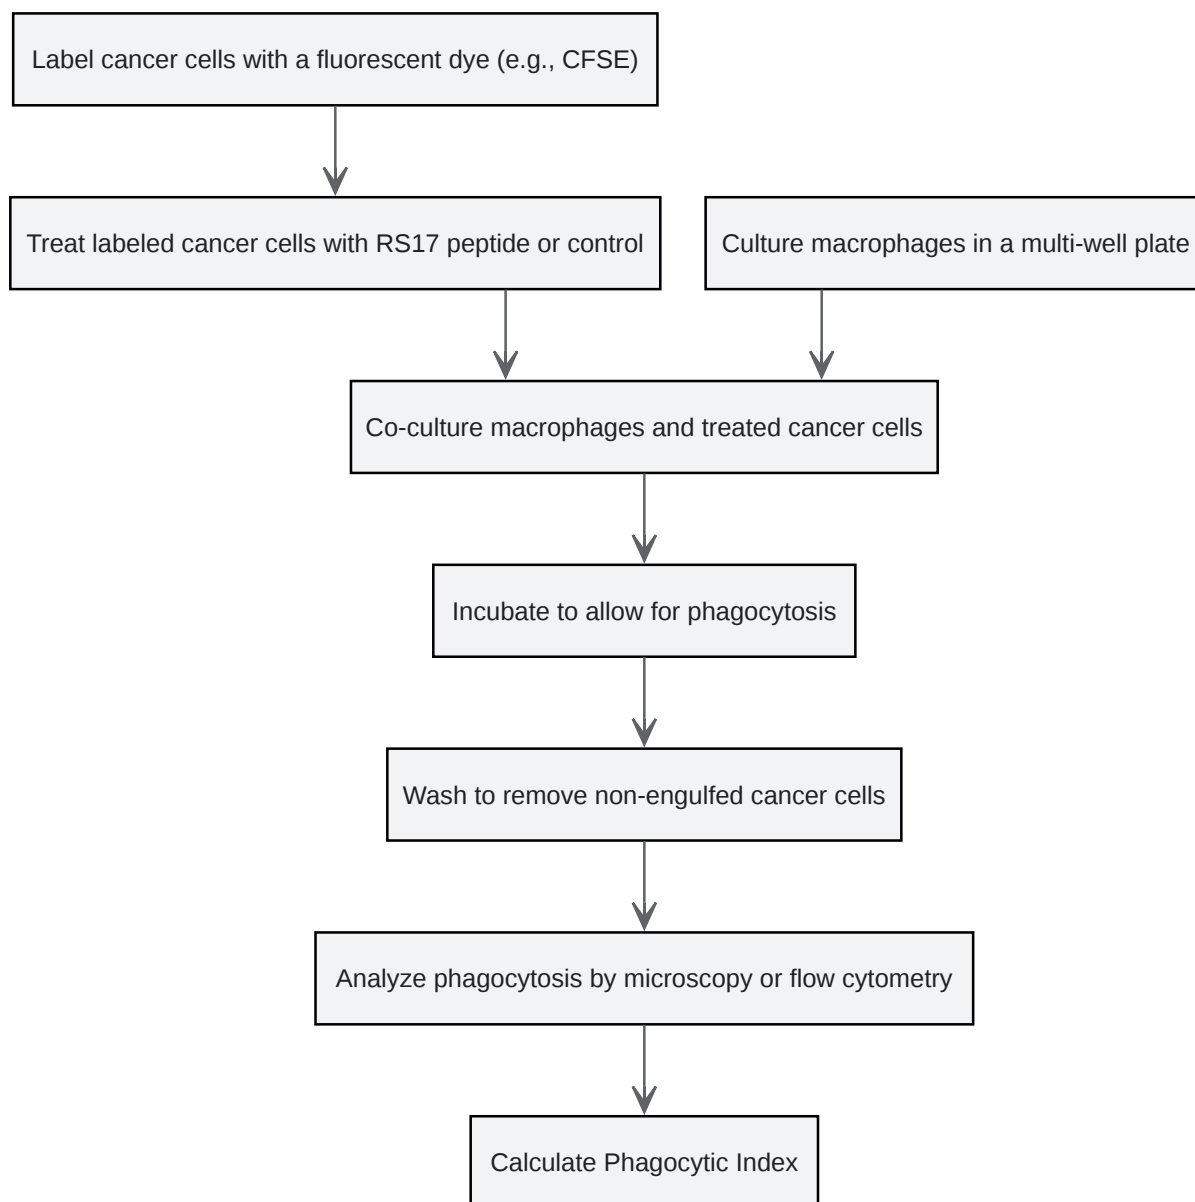 Label cancer cells with a fluorescent dye (e.g., CFSE)
Treat labeled cancer cells with RS17 peptide or control
Culture macrophages in a multi-well plate
Co-culture macrophages and treated cancer cells
Incubate to allow for phagocytosis
Wash to remove non-engulfed cancer cells
Analyze phagocytosis by microscopy or flow cytometry
Calculate Phagocytic Index